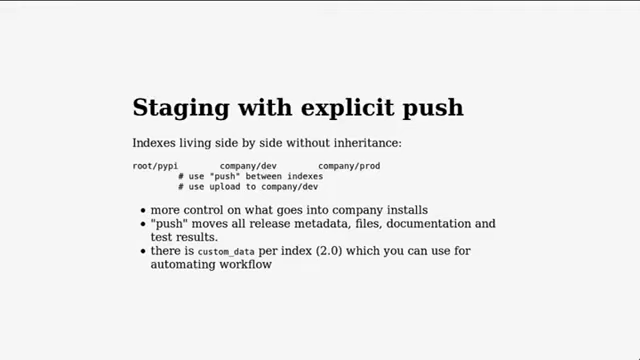 Staging with explicit push
Indexes living side by side without inheritance:
root/pypi company/dev company/prod
# use "push" between indexes
# use upload to company/dev
• more control on what goes into company installs
• "push" moves all release metadata, files, documentation and
test results.
• there is custom_data per index (2.0) which you can use for
automating workflow